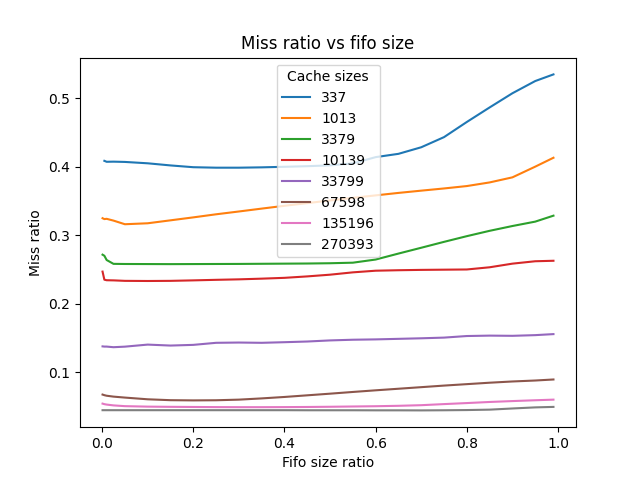 Miss ratio vs fifo size
Cache sizes
337
1013
3379
10139
33799
67598
135196
270393
Miss ratio
0.5
0.4
0.3
0.2
0.1
0.0 0.2 0.4 0.6 0.8 1.0
Fifo size ratio